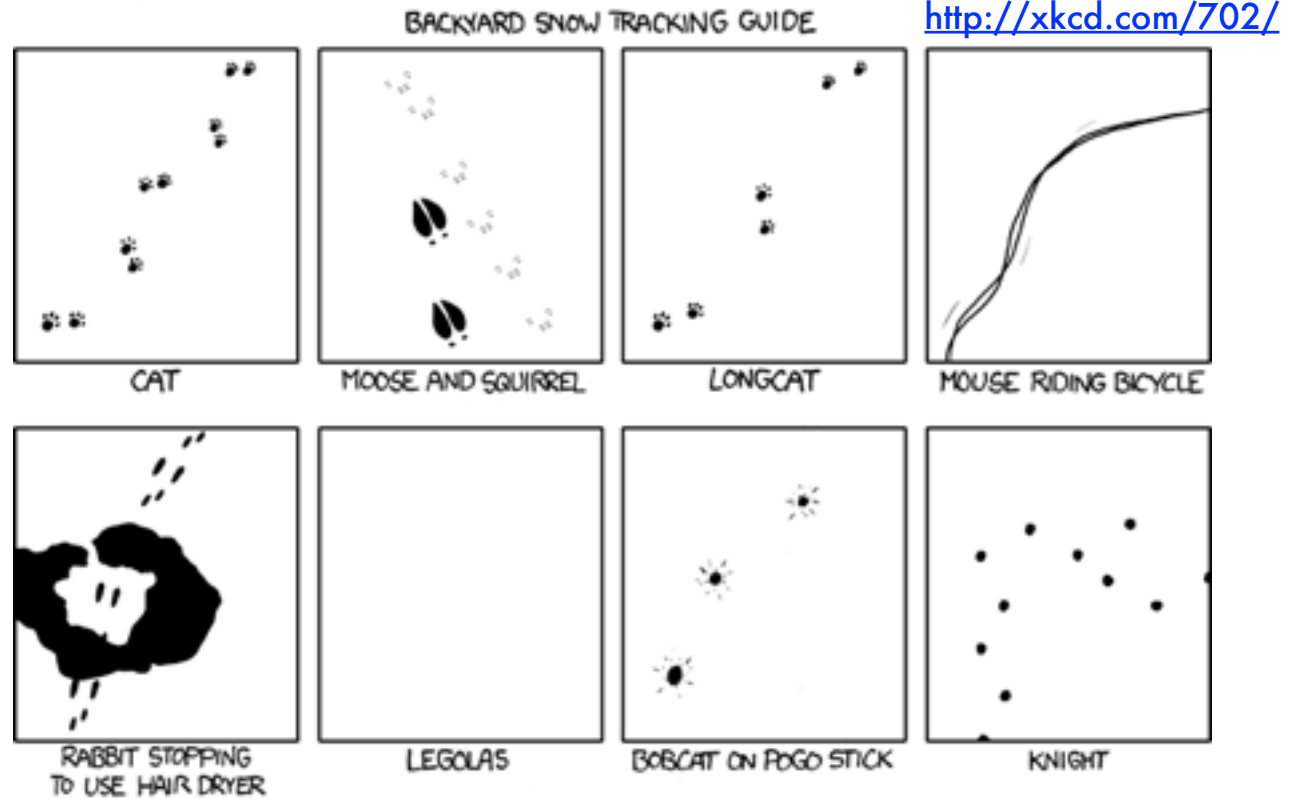 BACKYARD SNOW TRACKING GUIDE
http://xkcd.com/702/
CAT
MOOSE AND SQUIRREL
LONGCAT
MOUSE RIDING BICYCLE
RABBIT STOPPING
TO USE HAIR DRYER
LEGOLAS
BOBCAT ON POGO STICK
KNIGHT